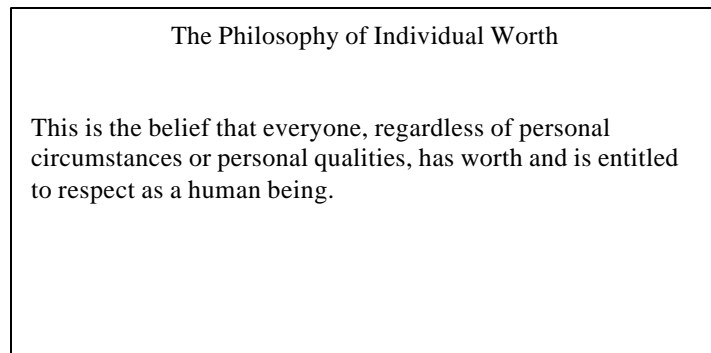 The Philosophy of Individual Worth
This is the belief that everyone, regardless of personal
circumstances or personal qualities, has worth and is entitled
to respect as a human being.